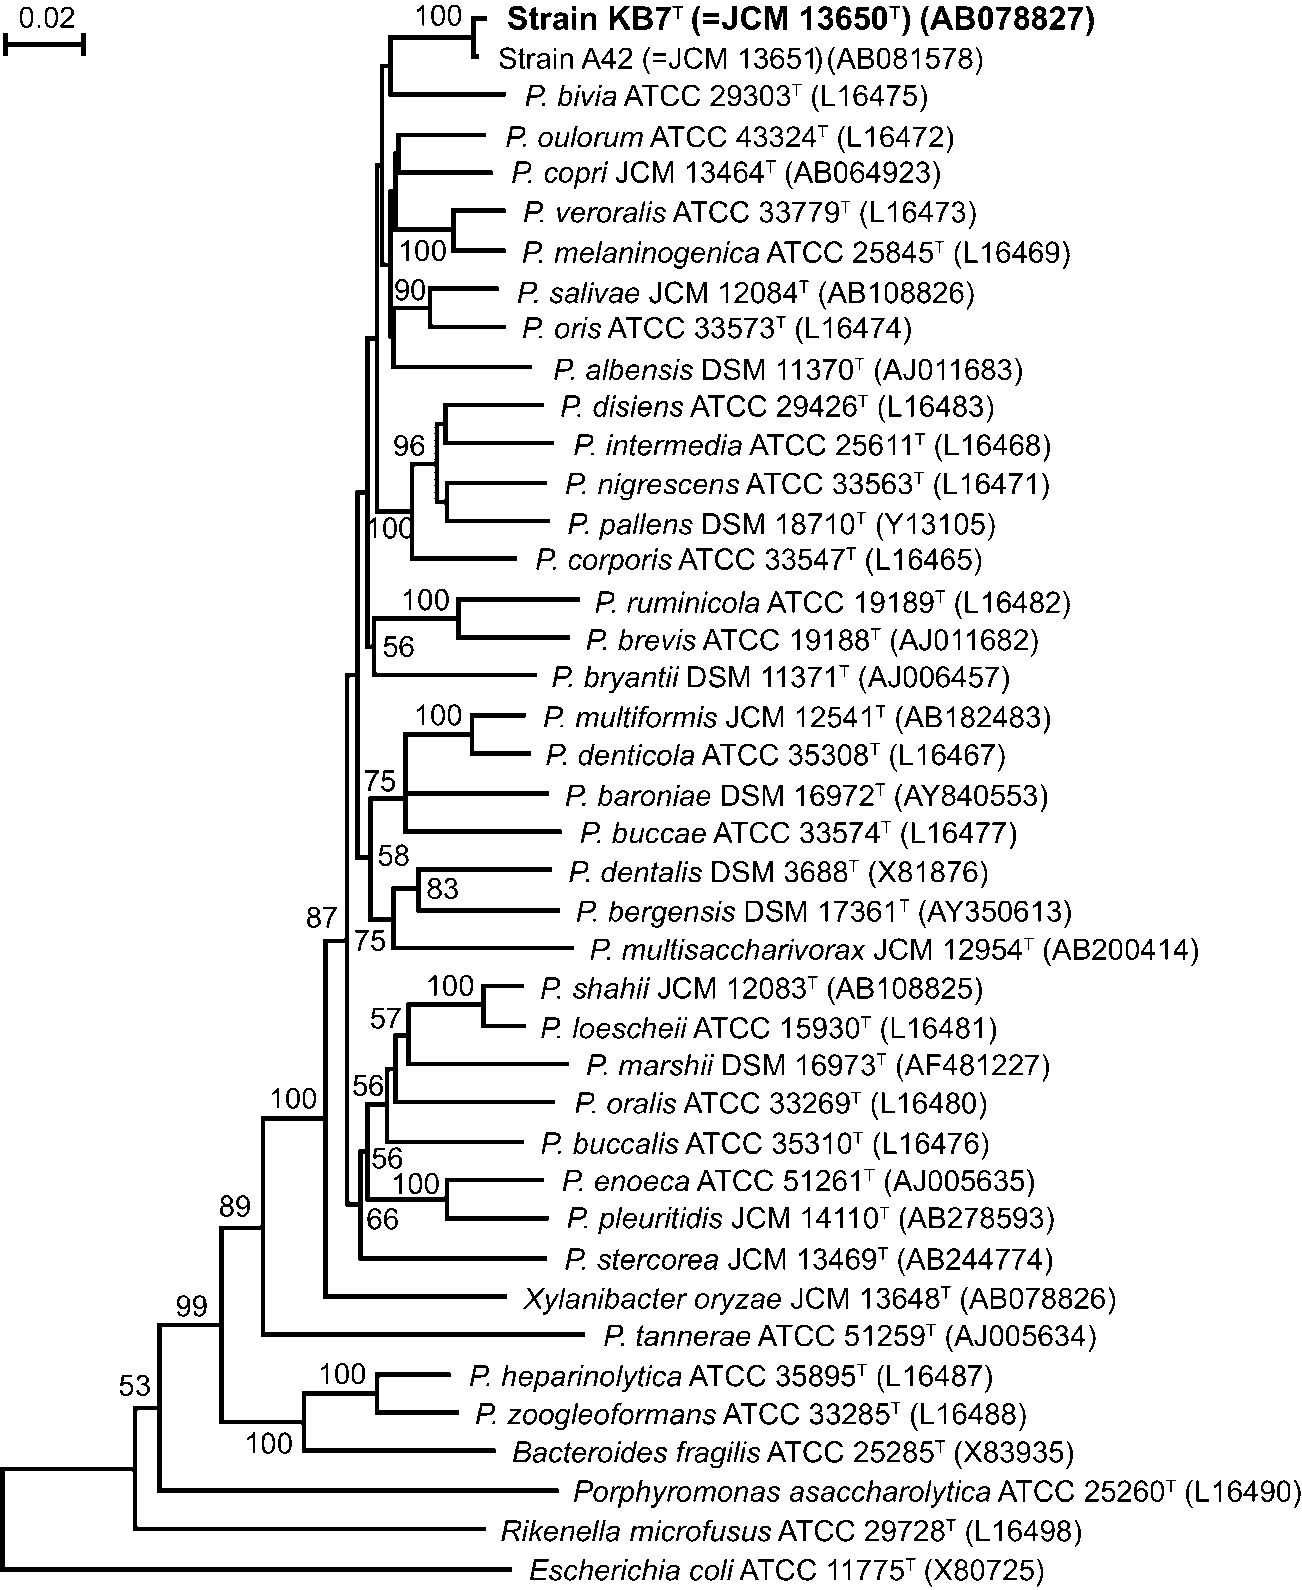 0.02
100
Strain KB7ᵀ (=JCM 13650ᵀ) (AB078827)
Strain A42 (=JCM 13651)(AB081578)
P. bivia ATCC 29303ᵀ (L16475)
P. oulorum ATCC 43324ᵀ (L16472)
P. copri JCM 13464ᵀ (AB064923)
P. veroralis ATCC 33779ᵀ (L16473)
100
P. melaninogenica ATCC 25845ᵀ (L16469)
90
P. salivae JCM 12084ᵀ (AB108826)
P. oris ATCC 33573ᵀ (L16474)
P. albensis DSM 11370ᵀ (AJ011683)
P. disiens ATCC 29426ᵀ (L16483)
96
P. intermedia ATCC 25611ᵀ (L16468)
P. nigrescens ATCC 33563ᵀ (L16471)
100
P. pallens DSM 18710ᵀ (Y13105)
P. corporis ATCC 33547ᵀ (L16465)
100
P. ruminicola ATCC 19189ᵀ (L16482)
56
P. brevis ATCC 19188ᵀ (AJ011682)
P. bryantii DSM 11371ᵀ (AJ006457)
100
P. multiformis JCM 12541ᵀ (AB182483)
P. denticola ATCC 35308ᵀ (L16467)
75
P. baroniae DSM 16972ᵀ (AY840553)
P. buccae ATCC 33574ᵀ (L16477)
58
P. dentalis DSM 3688ᵀ (X81876)
83
87
P. bergensis DSM 17361ᵀ (AY350613)
75
P. multisaccharivorax JCM 12954ᵀ (AB200414)
100
P. shahii JCM 12083ᵀ (AB108825)
57
P. loescheii ATCC 15930ᵀ (L16481)
P. marshii DSM 16973ᵀ (AF481227)
56
100
P. oralis ATCC 33269ᵀ (L16480)
P. buccalis ATCC 35310ᵀ (L16476)
56
100
P. enoeca ATCC 51261ᵀ (AJ005635)
89
66
P. pleuritidis JCM 14110ᵀ (AB278593)
P. stercorea JCM 13469ᵀ (AB244774)
99
Xylanibacter oryzae JCM 13648ᵀ (AB078826)
P. tannerae ATCC 51259ᵀ (AJ005634)
100
P. heparinolytica ATCC 35895ᵀ (L16487)
53
P. zoogleoformans ATCC 33285ᵀ (L16488)
100
Bacteroides fragilis ATCC 25285ᵀ (X83935)
Porphyromonas asaccharolytica ATCC 25260ᵀ (L16490)
Rikenella microfusus ATCC 29728ᵀ (L16498)
Escherichia coli ATCC 11775ᵀ (X80725)